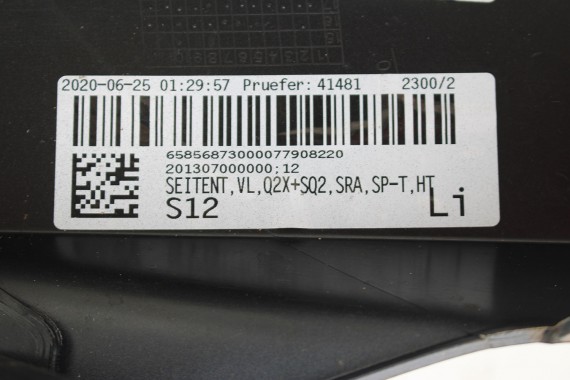 2020-06-25 01:29:57 Pruefer: 41481 2300/2
65856873000077908220
201307000000;12
SEITENT,VL,Q2X+SQ2,SRA,SP-T,HT
S12 Li